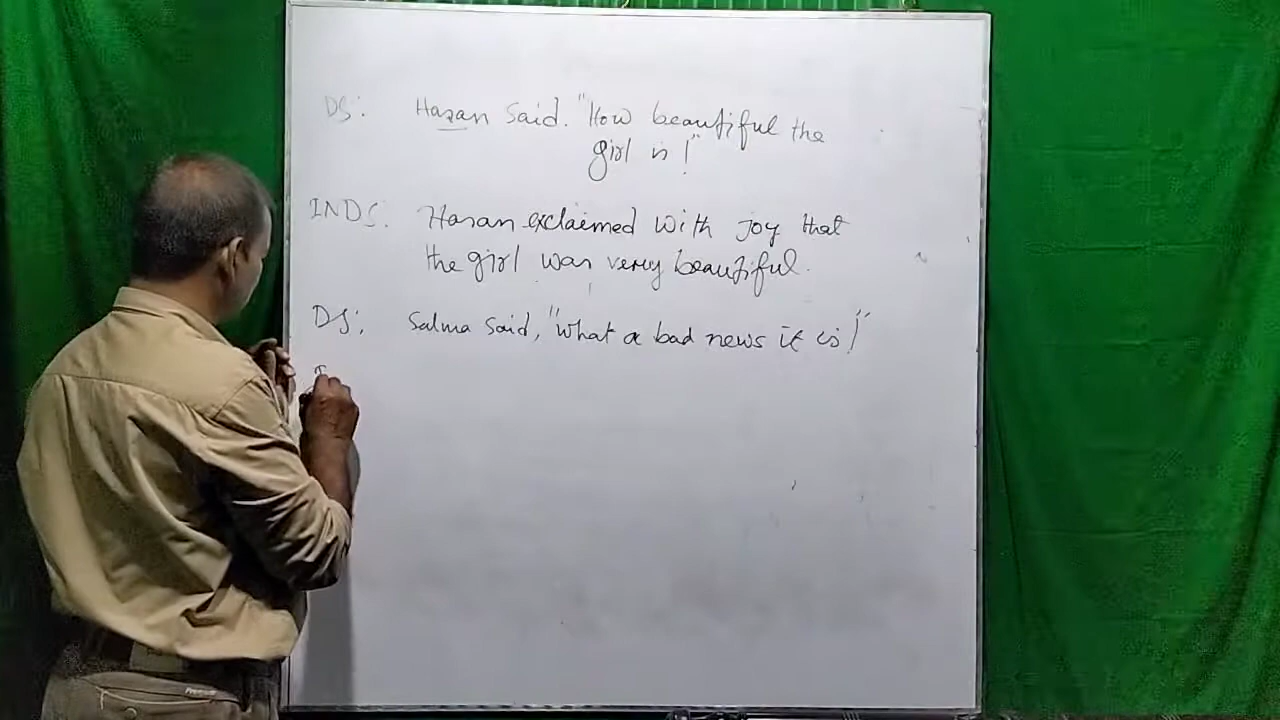 DS: Hasan said. "How beautiful the
girl is!"
INDS. Hasan exclaimed with joy that
the girl was very beautiful.
DS: Salma said, "what a bad news it is!"